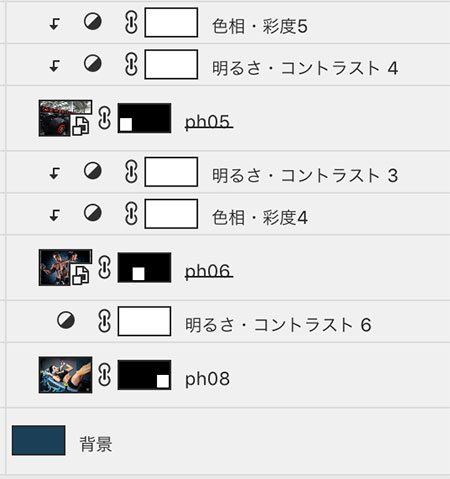 色相・彩度5
明るさ・コントラスト 4
ph05
明るさ・コントラスト 3
色相・彩度4
ph06
明るさ・コントラスト 6
ph08
背景